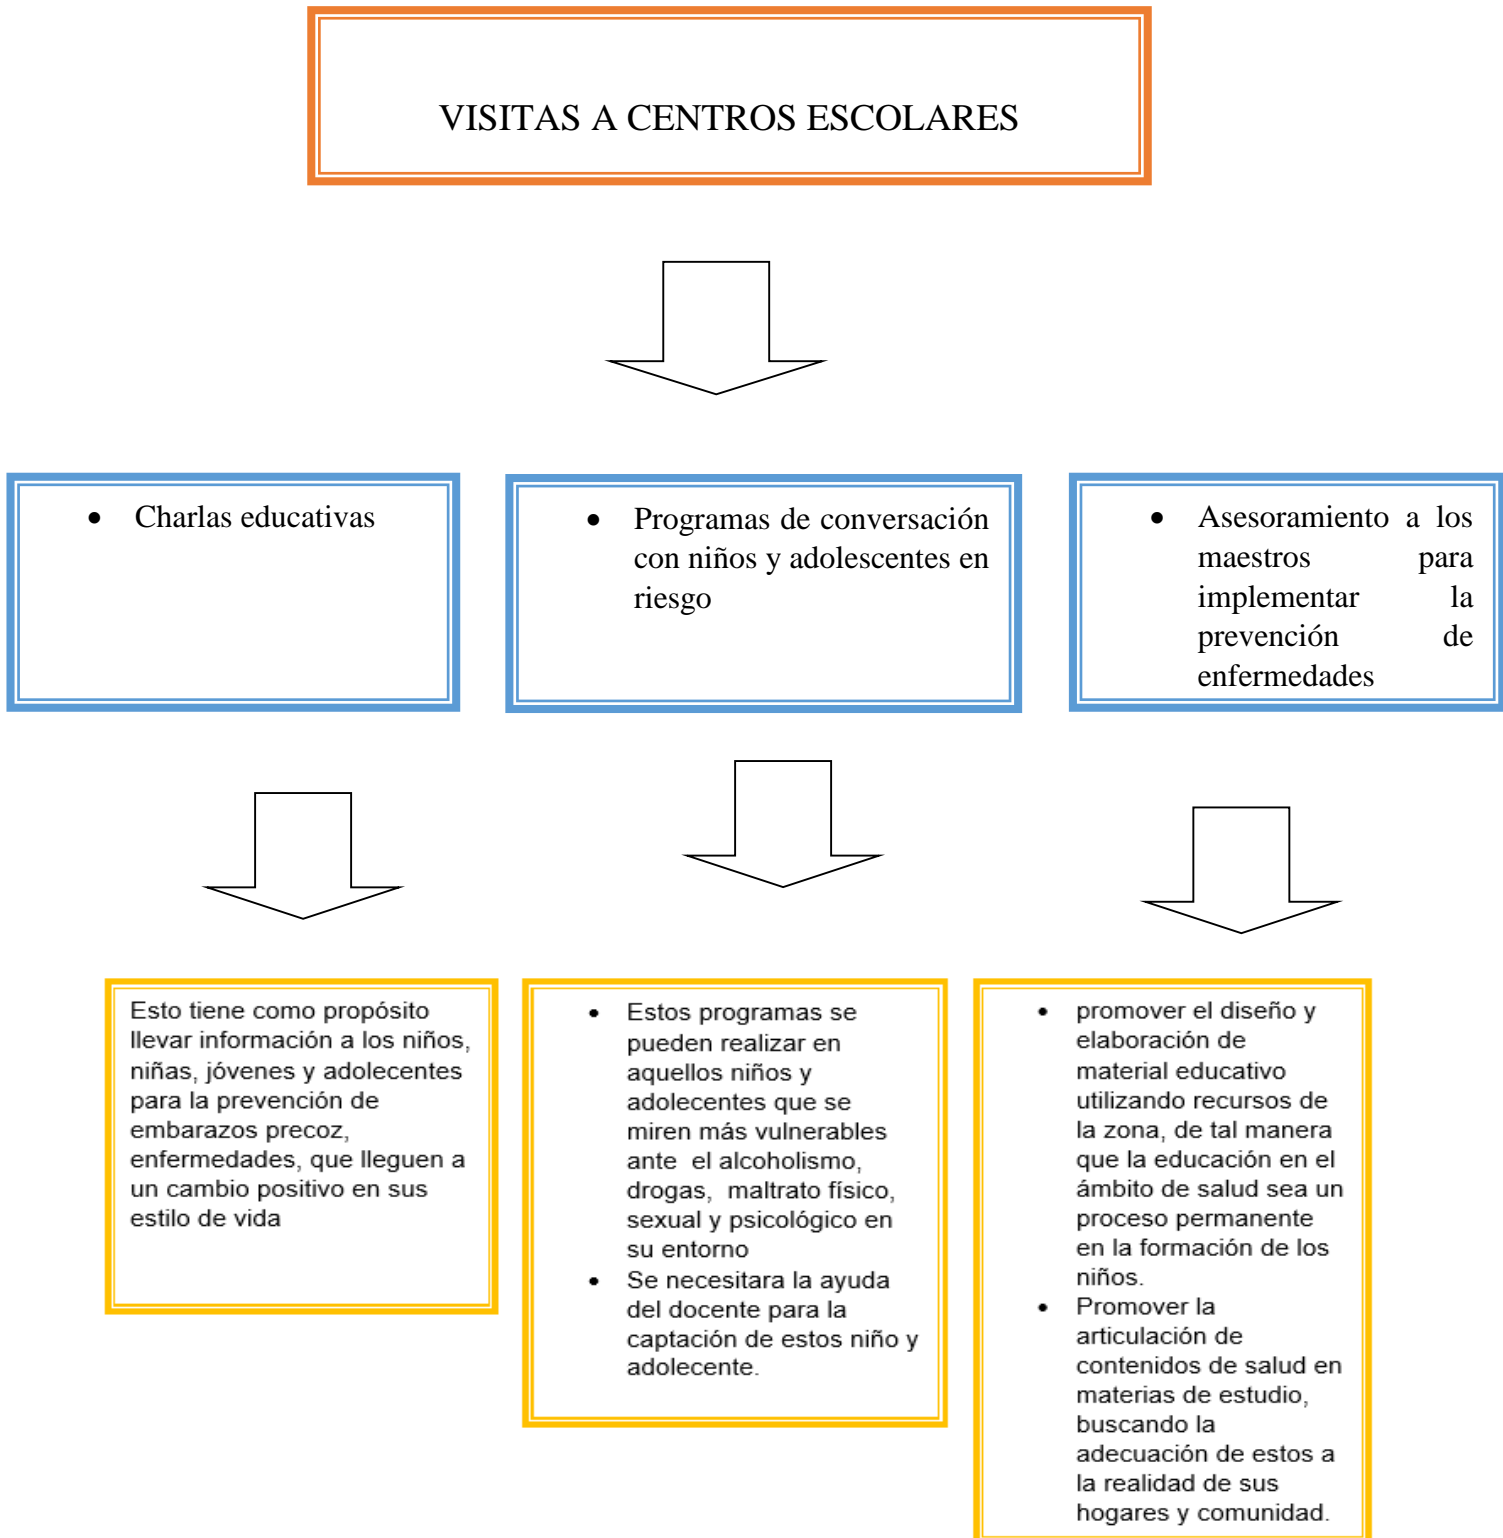 VISITAS A CENTROS ESCOLARES
• Charlas educativas
• Programas de conversación
con niños y adolescentes en
riesgo
• Asesoramiento a los
maestros para
implementar la
prevención de
enfermedades
Esto tiene como propósito
llevar información a los niños,
niñas, jóvenes y adolecentes
para la prevención de
embarazos precoz,
enfermedades, que lleguen a
un cambio positivo en sus
estilo de vida
• Estos programas se
pueden realizar en
aquellos niños y
adolecentes que se
miren más vulnerables
ante el alcoholismo,
drogas, maltrato físico,
sexual y psicológico en
su entorno
• Se necesitara la ayuda
del docente para la
captación de estos niño y
adolecente.
• promover el diseño y
elaboración de
material educativo
utilizando recursos de
la zona, de tal manera
que la educación en el
ámbito de salud sea un
proceso permanente
en la formación de los
niños.
• Promover la
articulación de
contenidos de salud en
materias de estudio,
buscando la
adecuación de estos a
la realidad de sus
hogares y comunidad.